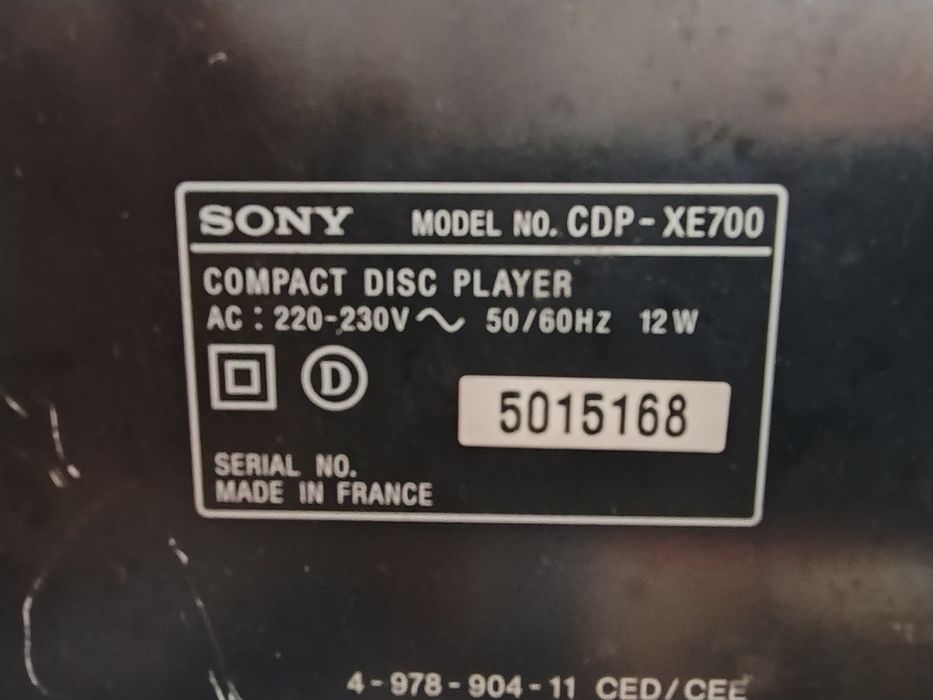 SONY MODEL NO. CDP-XE700
COMPACT DISC PLAYER
AC : 220-230V ~ 50/60Hz 12W
D
5015168
SERIAL NO.
MADE IN FRANCE
4-978-904-11 CED/CEE